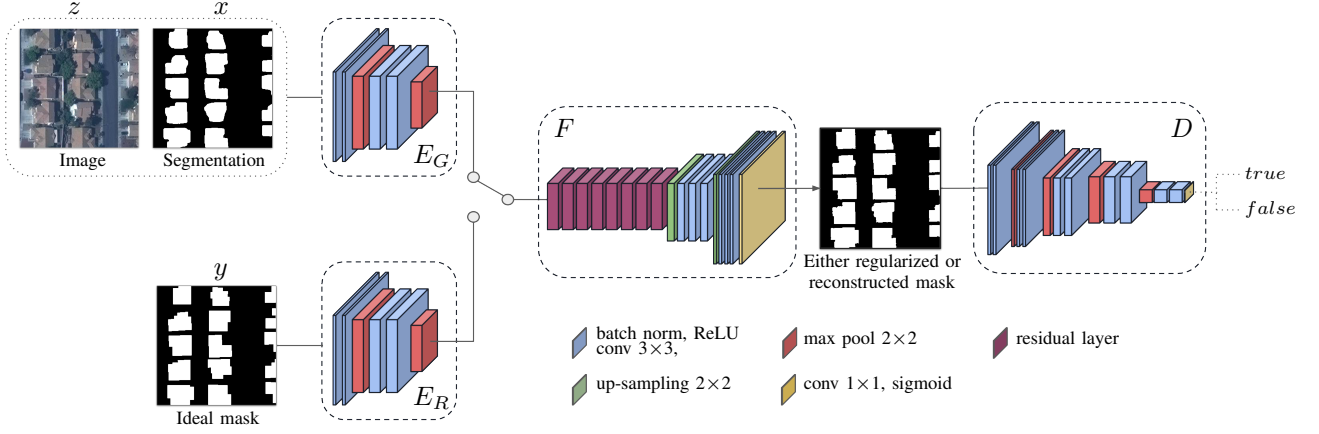 z
x
Image
Segmentation
E_G
F
D
true
false
Either regularized or
reconstructed mask
y
Ideal mask
E_R
batch norm, ReLU
conv 3×3,
max pool 2×2
residual layer
up-sampling 2×2
conv 1×1, sigmoid